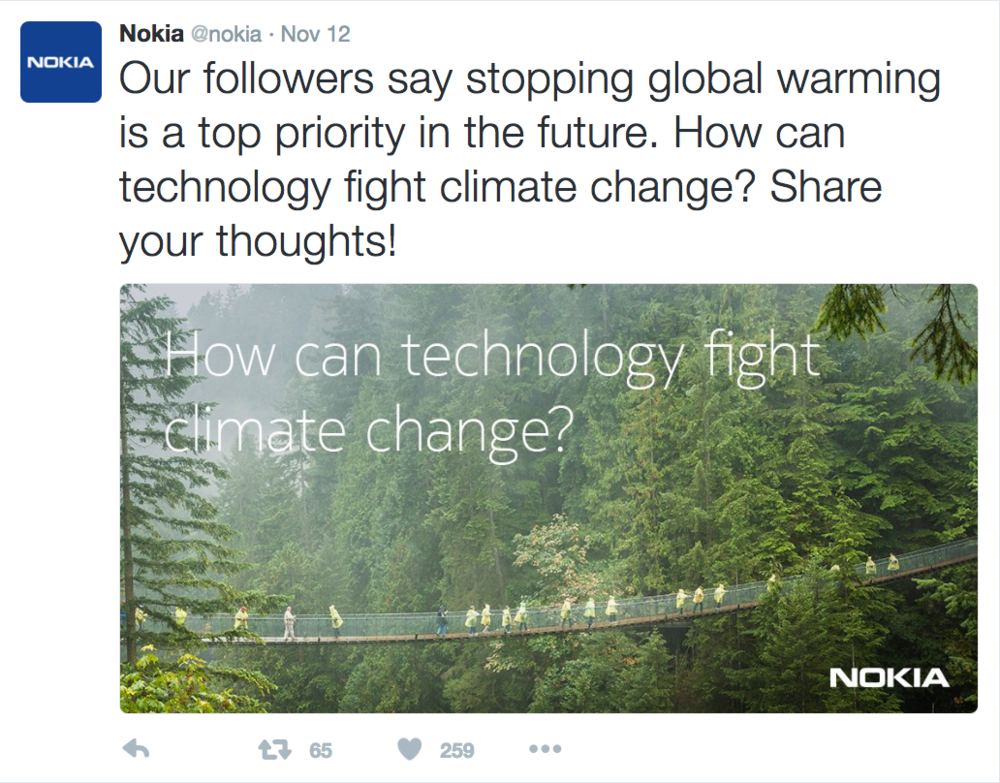 Nokia @nokia · Nov 12
NOKIA
Our followers say stopping global warming
is a top priority in the future. How can
technology fight climate change? Share
your thoughts!
How can technology fight
climate change?
NOKIA
65 259